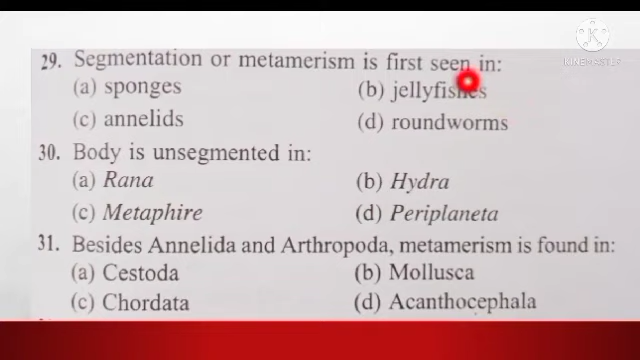 KINEMASTER
29. Segmentation or metamerism is first seen in:
(a) sponges (b) jellyfishes
(c) annelids (d) roundworms
30. Body is unsegmented in:
(a) Rana (b) Hydra
(c) Metaphire (d) Periplaneta
31. Besides Annelida and Arthropoda, metamerism is found in:
(a) Cestoda (b) Mollusca
(c) Chordata (d) Acanthocephala